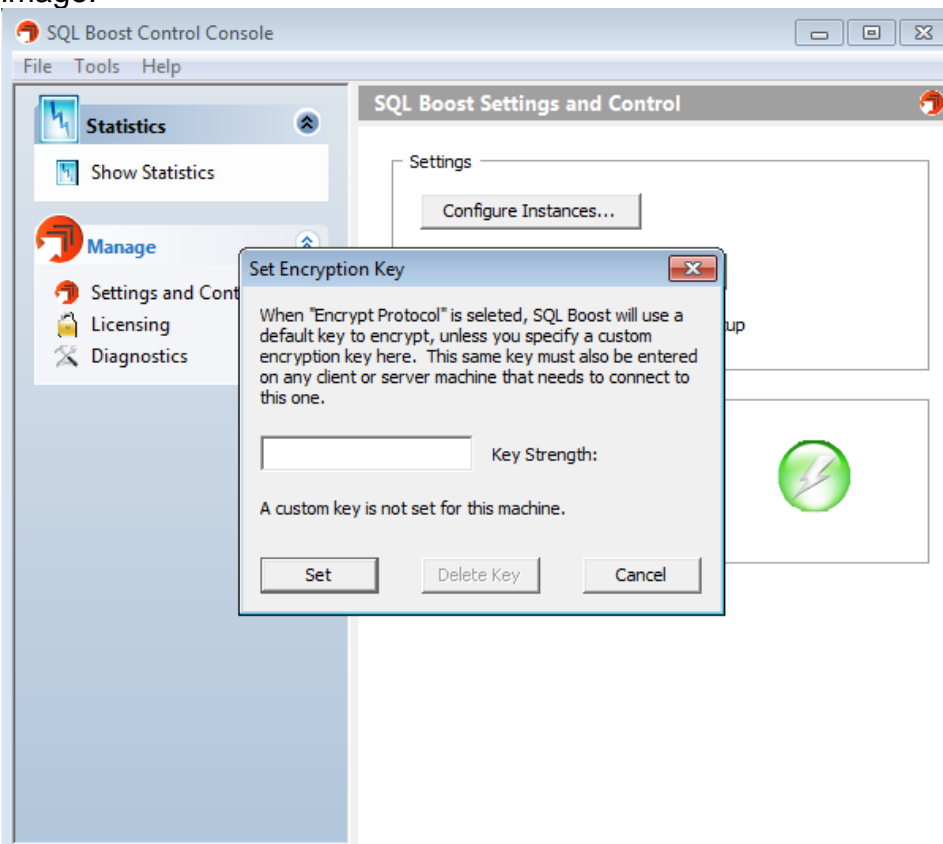 image.
SQL Boost Control Console
File Tools Help
Statistics
Show Statistics
Manage
Settings and Cont
Licensing
Diagnostics
SQL Boost Settings and Control
Settings
Configure Instances...
up
Set Encryption Key
When "Encrypt Protocol" is seleted, SQL Boost will use a
default key to encrypt, unless you specify a custom
encryption key here. This same key must also be entered
on any client or server machine that needs to connect to
this one.
Key Strength:
A custom key is not set for this machine.
Set Delete Key Cancel